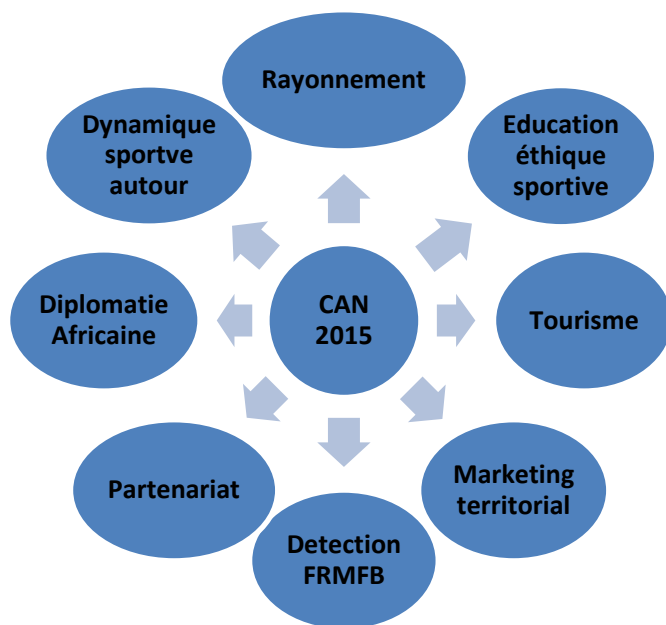 Rayonnement
Education
éthique
sportive
Tourisme
Marketing
territorial
Detection
FRMFB
Partenariat
Diplomatie
Africaine
Dynamique
sportve
autour
CAN
2015